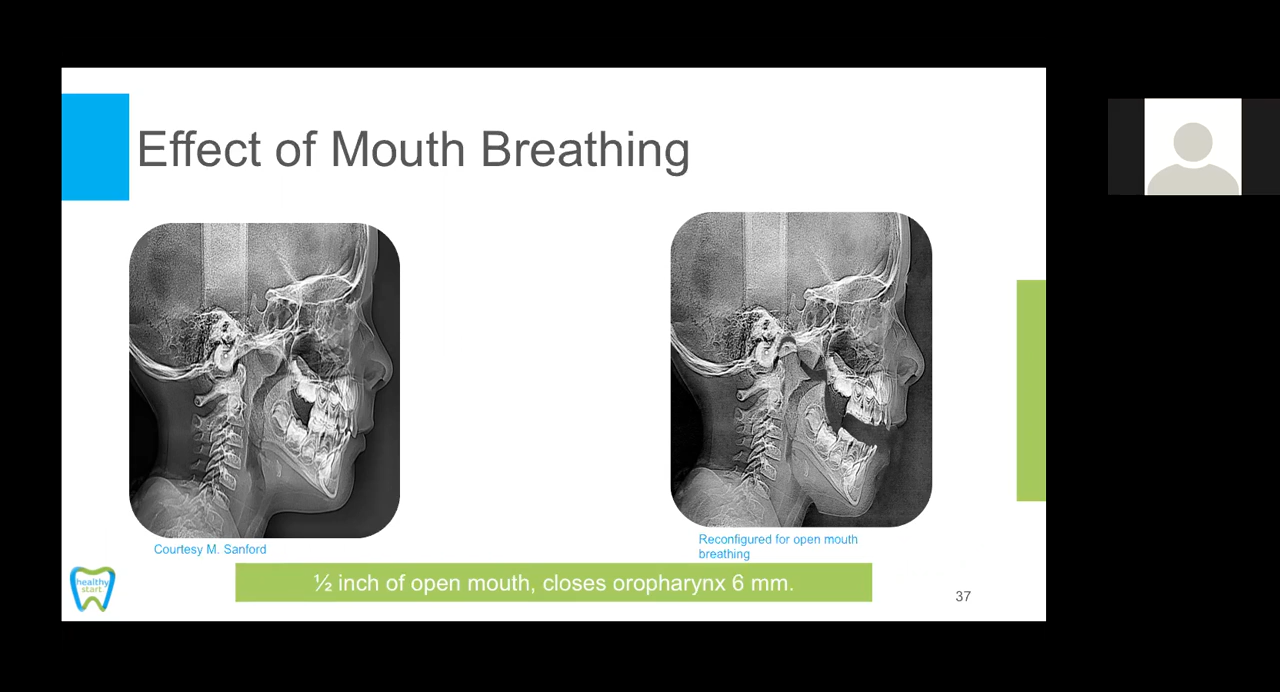 Effect of Mouth Breathing
Courtesy M. Sanford
Reconfigured for open mouth
breathing
healthy
start
½ inch of open mouth, closes oropharynx 6 mm.
37